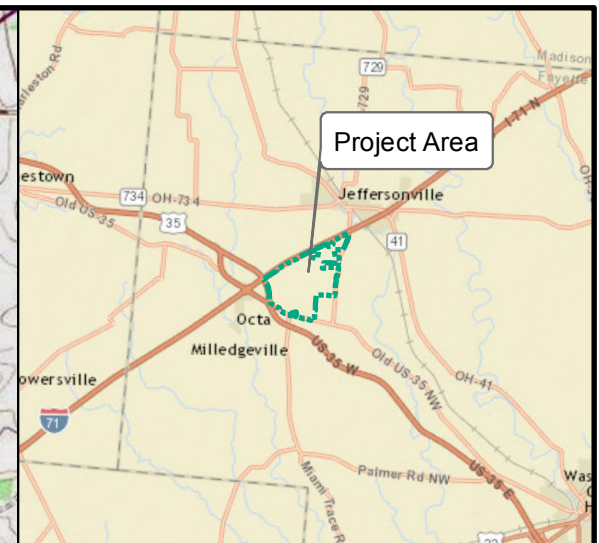 Madison
Fayette
729
729
I 71 N
arleston Rd
Project Area
estown
734
OH-734
Old US-35
35
Jeffersonville
41
Octa
Milledgeville
US-35-W
Old US-35 NW
OH-41
owersville
71
Palmer Rd NW
US-35-E
Miami Trace R
Was
22